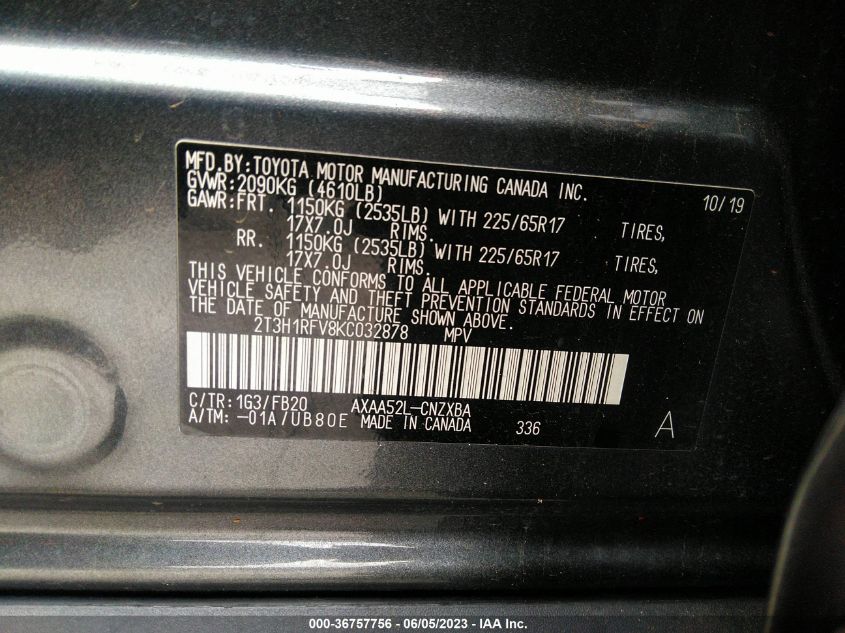 MFD.BY:TOYOTA MOTOR MANUFACTURING CANADA INC. 10/19
GVWR:2090KG (4610LB)
GAWR:FRT. 1150KG (2535LB) WITH 225/65R17 TIRES,
17X7.0J RIMS.
RR. 1150KG (2535LB) WITH 225/65R17 TIRES,
17X7.0J RIMS.
THIS VEHICLE CONFORMS TO ALL APPLICABLE FEDERAL MOTOR
VEHICLE SAFETY AND THEFT PREVENTION STANDARDS IN EFFECT ON
THE DATE OF MANUFACTURE SHOWN ABOVE.
2T3H1RFV8KC032878 MPV
C/TR:1G3/FB20 AXAA52L-CNZXBA
A/TM:-01A/UB80E MADE IN CANADA 336 A
000-36757756 - 06/05/2023 - IAA Inc.